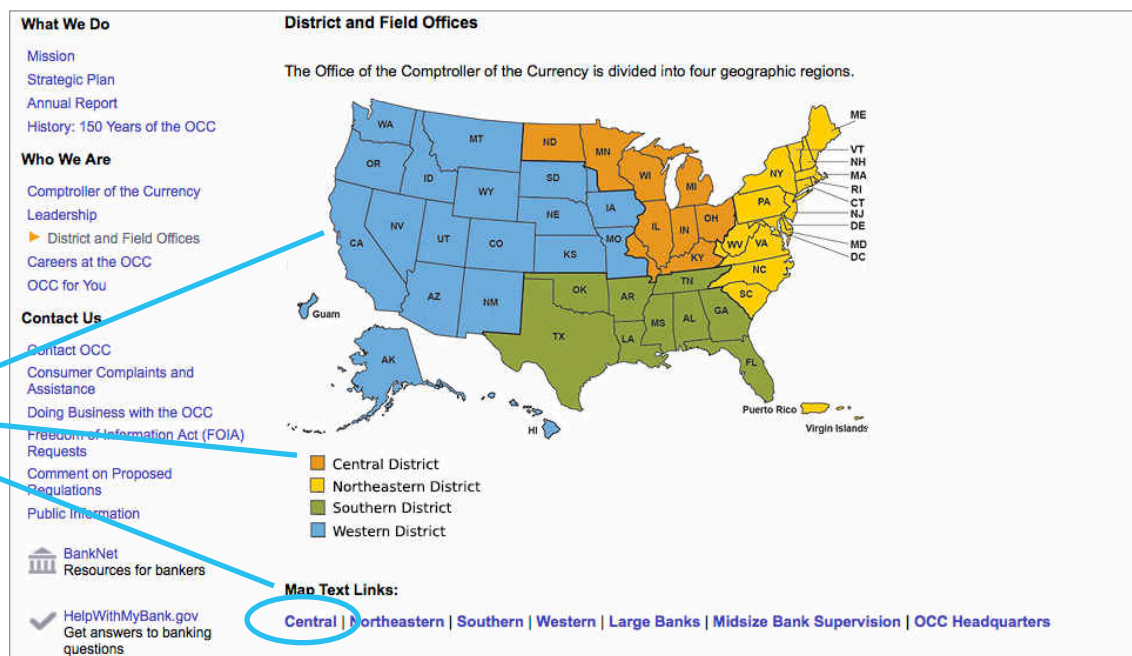 What We Do
Mission
Strategic Plan
Annual Report
History: 150 Years of the OCC
Who We Are
Comptroller of the Currency
Leadership
District and Field Offices
Careers at the OCC
OCC for You
Contact Us
Contact OCC
Consumer Complaints and
Assistance
Doing Business with the OCC
Freedom of Information Act (FOIA)
Requests
Comment on Proposed
Regulations
Public Information
BankNet
Resources for bankers
HelpWithMyBank.gov
Get answers to banking
questions
District and Field Offices
The Office of the Comptroller of the Currency is divided into four geographic regions.
WA
MT
ND
MN
OR
ID
WY
SD
WI
MI
NY
ME
VT
NH
MA
RI
CT
NJ
DE
MD
DC
CA
NV
UT
CO
NE
KS
IA
MO
IL
IN
OH
KY
PA
WV
VA
NC
SC
AZ
NM
OK
TX
AR
LA
MS
AL
TN
GA
FL
Guam
AK
HI
Puerto Rico
Virgin Islands
Central District
Northeastern District
Southern District
Western District
Map Text Links:
Central | Northeastern | Southern | Western | Large Banks | Midsize Bank Supervision | OCC Headquarters